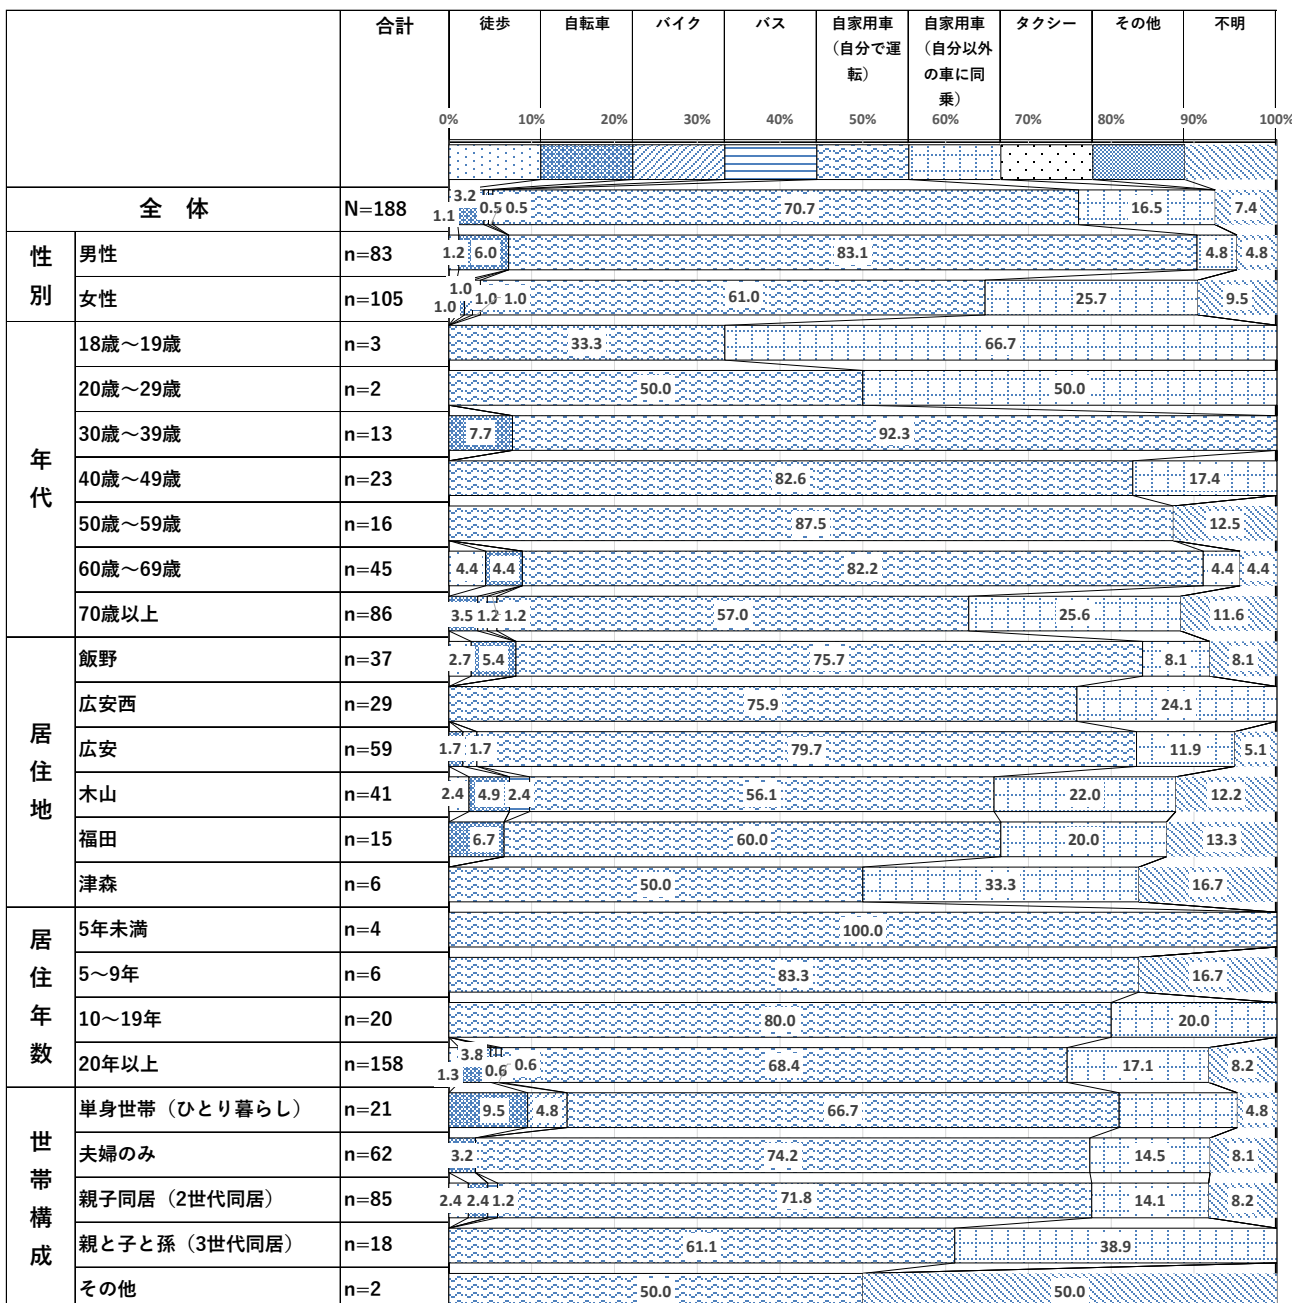 合計 徒歩 自転車 バイク バス 自家用車 自家用車 タクシー その他 不明
（自分で運 （自分以外
転） の車に同
乗）
0% 10% 20% 30% 40% 50% 60% 70% 80% 90% 100%
全 体 N=188 1.1 3.2 0.5 0.5 70.7 16.5 7.4
性別
男性 n=83 1.2 6.0 83.1 4.8 4.8
女性 n=105 1.0 1.0 1.0 1.0 61.0 25.7 9.5
年代
18歳～19歳 n=3 33.3 66.7
20歳～29歳 n=2 50.0 50.0
30歳～39歳 n=13 7.7 92.3
40歳～49歳 n=23 82.6 17.4
50歳～59歳 n=16 87.5 12.5
60歳～69歳 n=45 4.4 4.4 82.2 4.4 4.4
70歳以上 n=86 3.5 1.2 1.2 57.0 25.6 11.6
居住地
飯野 n=37 2.7 5.4 75.7 8.1 8.1
広安西 n=29 75.9 24.1
広安 n=59 1.7 1.7 79.7 11.9 5.1
木山 n=41 2.4 4.9 2.4 56.1 22.0 12.2
福田 n=15 6.7 60.0 20.0 13.3
津森 n=6 50.0 33.3 16.7
居住年数
5年未満 n=4 100.0
5～9年 n=6 83.3 16.7
10～19年 n=20 80.0 20.0
20年以上 n=158 1.3 3.8 0.6 0.6 68.4 17.1 8.2
世帯構成
単身世帯（ひとり暮らし） n=21 9.5 4.8 66.7 4.8
夫婦のみ n=62 3.2 74.2 14.5 8.1
親子同居（2世代同居） n=85 2.4 2.4 1.2 71.8 14.1 8.2
親と子と孫（3世代同居） n=18 61.1 38.9
その他 n=2 50.0 50.0